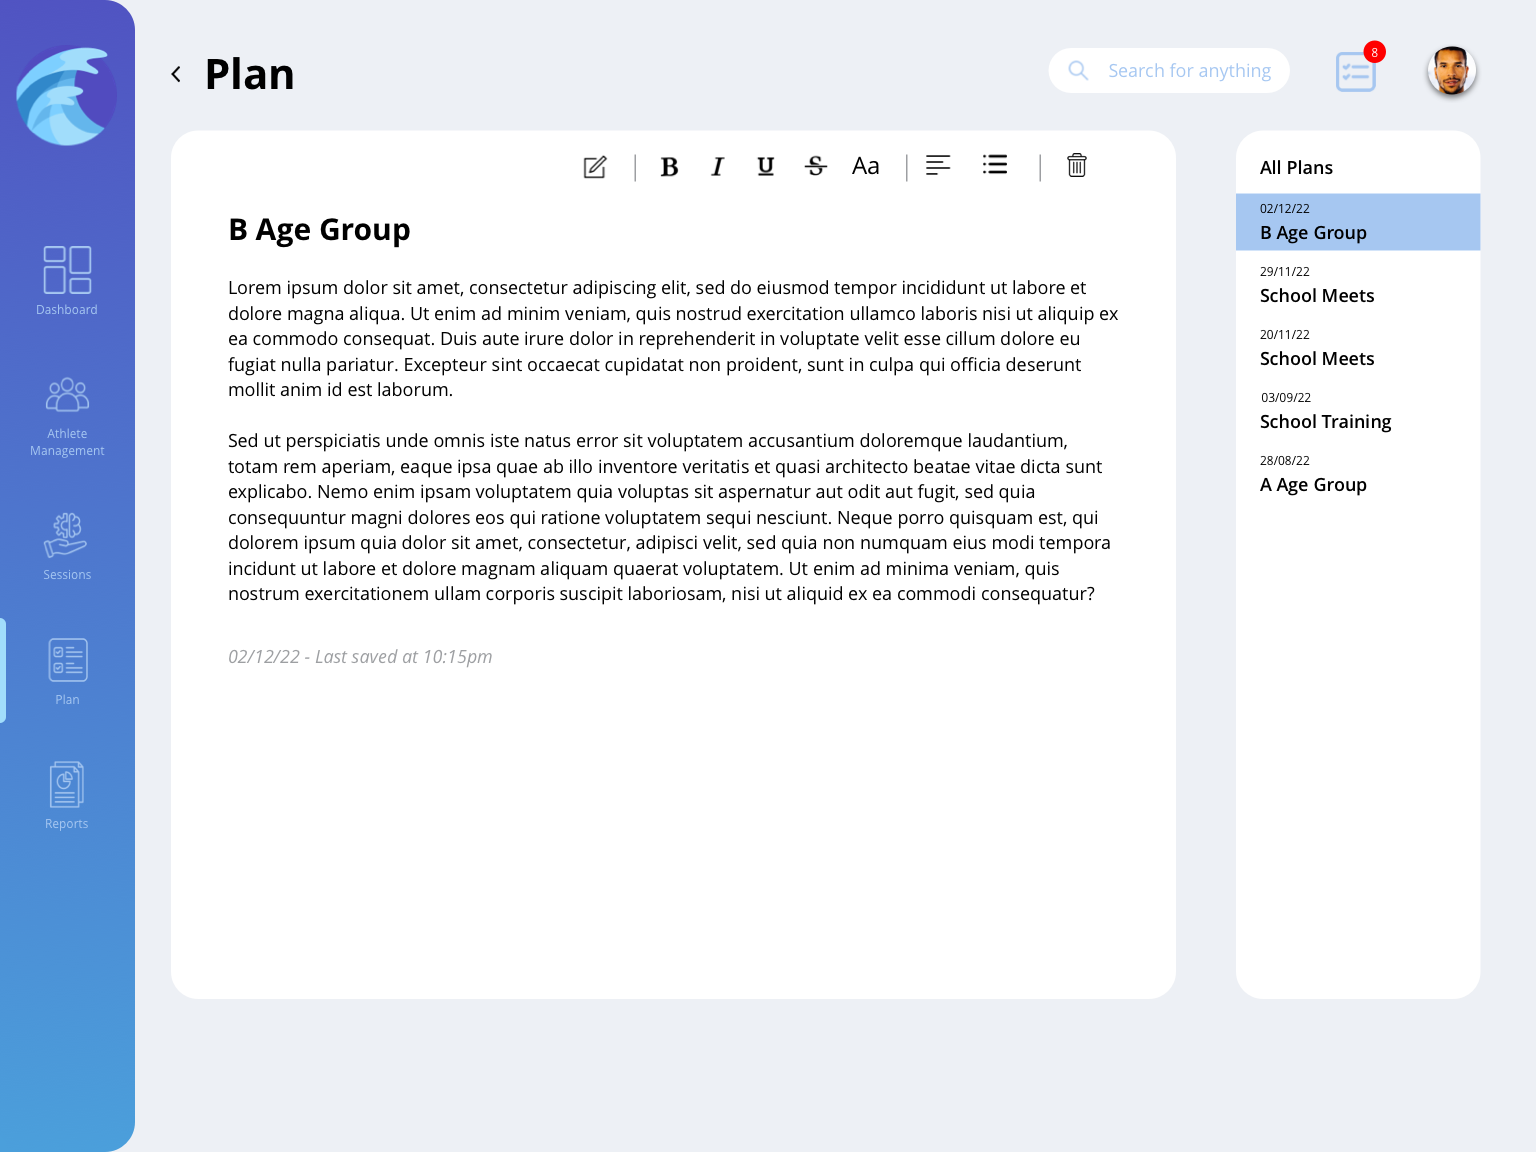 Plan
Search for anything
8
Dashboard
Athlete
Management
Sessions
Plan
Reports
B I U S Aa
B Age Group
Lorem ipsum dolor sit amet, consectetur adipiscing elit, sed do eiusmod tempor incididunt ut labore et
dolore magna aliqua. Ut enim ad minim veniam, quis nostrud exercitation ullamco laboris nisi ut aliquip ex
ea commodo consequat. Duis aute irure dolor in reprehenderit in voluptate velit esse cillum dolore eu
fugiat nulla pariatur. Excepteur sint occaecat cupidatat non proident, sunt in culpa qui officia deserunt
mollit anim id est laborum.
Sed ut perspiciatis unde omnis iste natus error sit voluptatem accusantium doloremque laudantium,
totam rem aperiam, eaque ipsa quae ab illo inventore veritatis et quasi architecto beatae vitae dicta sunt
explicabo. Nemo enim ipsam voluptatem quia voluptas sit aspernatur aut odit aut fugit, sed quia
consequuntur magni dolores eos qui ratione voluptatem sequi nesciunt. Neque porro quisquam est, qui
dolorem ipsum quia dolor sit amet, consectetur, adipisci velit, sed quia non numquam eius modi tempora
incidunt ut labore et dolore magnam aliquam quaerat voluptatem. Ut enim ad minima veniam, quis
nostrum exercitationem ullam corporis suscipit laboriosam, nisi ut aliquid ex ea commodi consequatur?
02/12/22 - Last saved at 10:15pm
All Plans
02/12/22
B Age Group
29/11/22
School Meets
20/11/22
School Meets
03/09/22
School Training
28/08/22
A Age Group